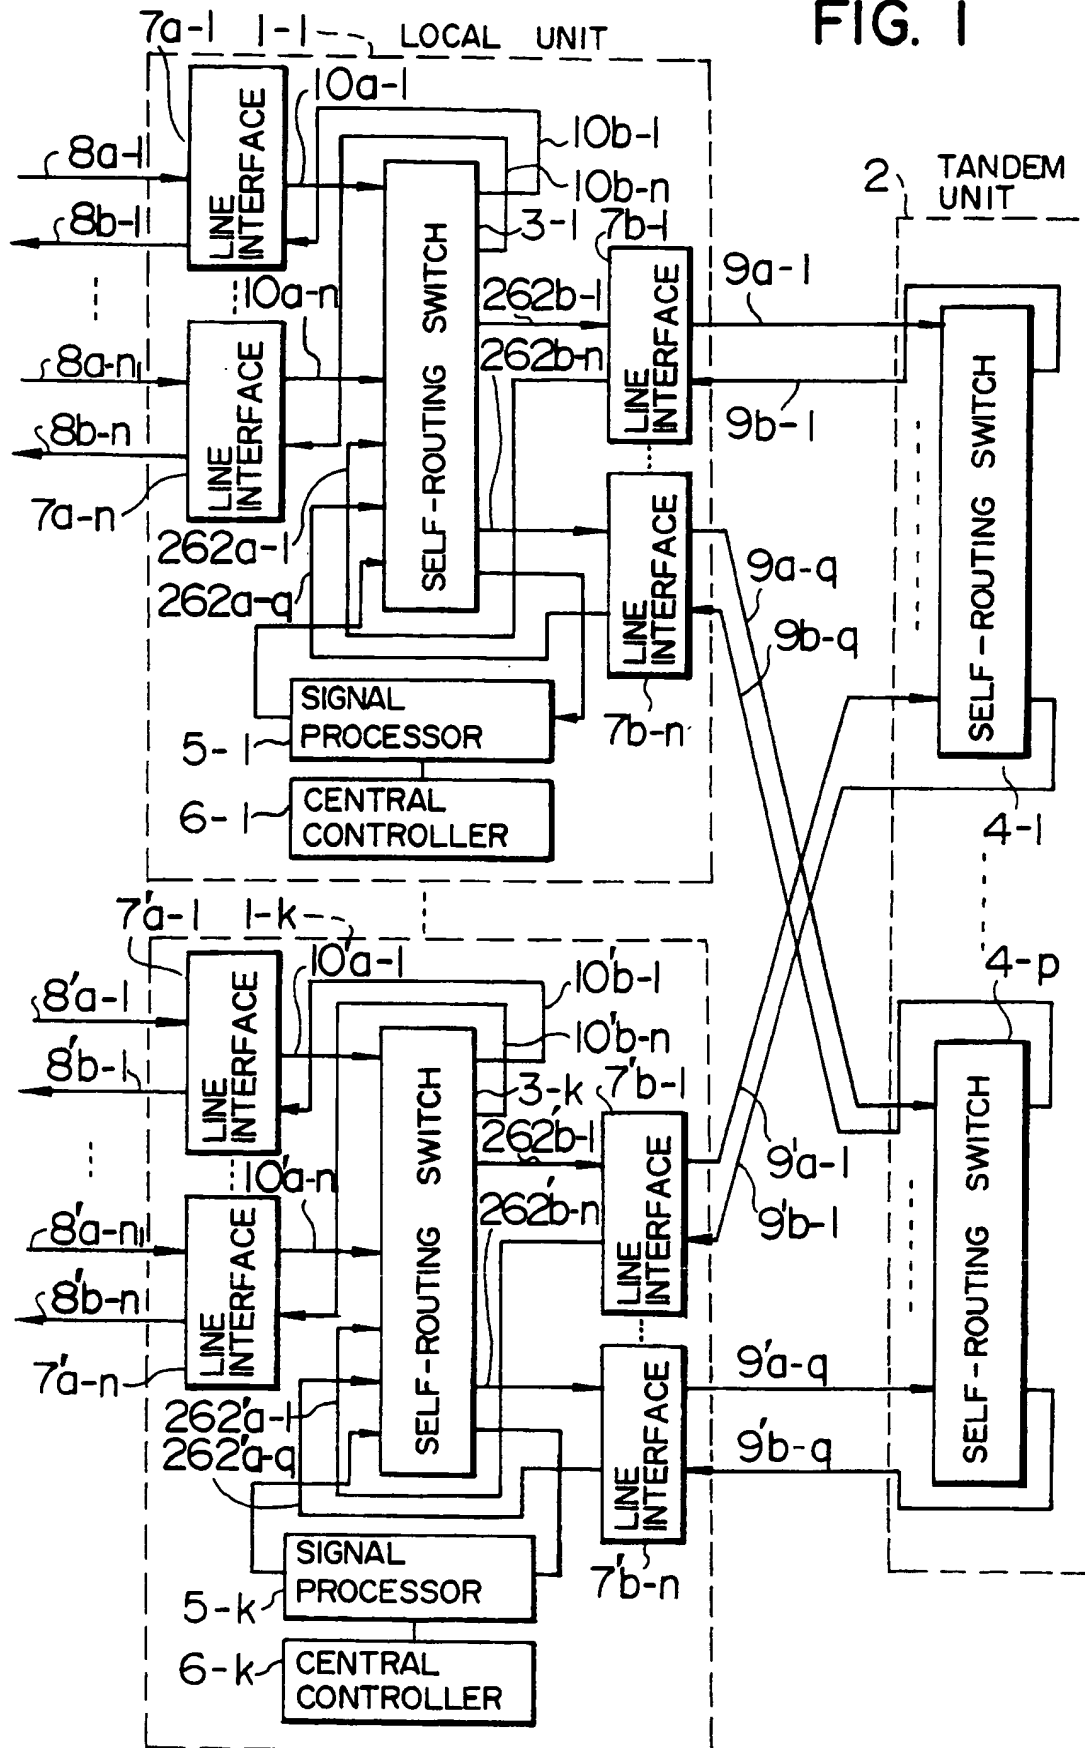 FIG. 1
7a-1
1-1
LOCAL UNIT
10a-1
10b-1
8a-1
LINE
INTERFACE
10b-n
2
TANDEM
UNIT
8b-1
3-1
7b-1
10a-n
262b-1
9a-1
SELF-ROUTING SWITCH
LINE
INTERFACE
262b-n
8a-n
LINE
INTERFACE
9b-1
SELF-ROUTING SWITCH
8b-n
7a-n
262a-1
262a-q
LINE
INTERFACE
9a-q
9b-q
SIGNAL
PROCESSOR
5-1
7b-n
6-1
CENTRAL
CONTROLLER
4-1
7'a-1
1-k
10'a-1
10'b-1
4-p
8'a-1
LINE
INTERFACE
10'b-n
8'b-1
3-k
7'b-1
262'b-1
9'a-1
10'a-n
SELF-ROUTING SWITCH
262'b-n
LINE
INTERFACE
9'b-1
SELF-ROUTING SWITCH
8'a-n
LINE
INTERFACE
8'b-n
7'a-n
262'a-1
262'a-q
LINE
INTERFACE
9'a-q
9'b-q
SIGNAL
PROCESSOR
5-k
7'b-n
6-k
CENTRAL
CONTROLLER